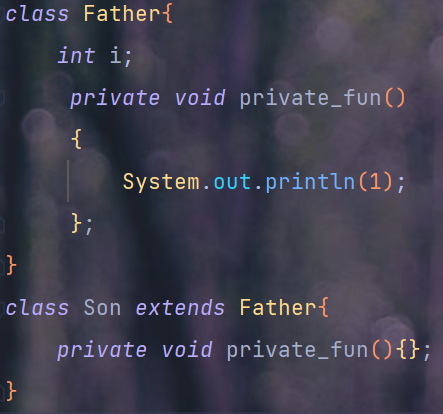 class Father{
    int i;
     private void private_fun()
     {
         System.out.println(1);
     };
}
class Son extends Father{
    private void private_fun(){};
}